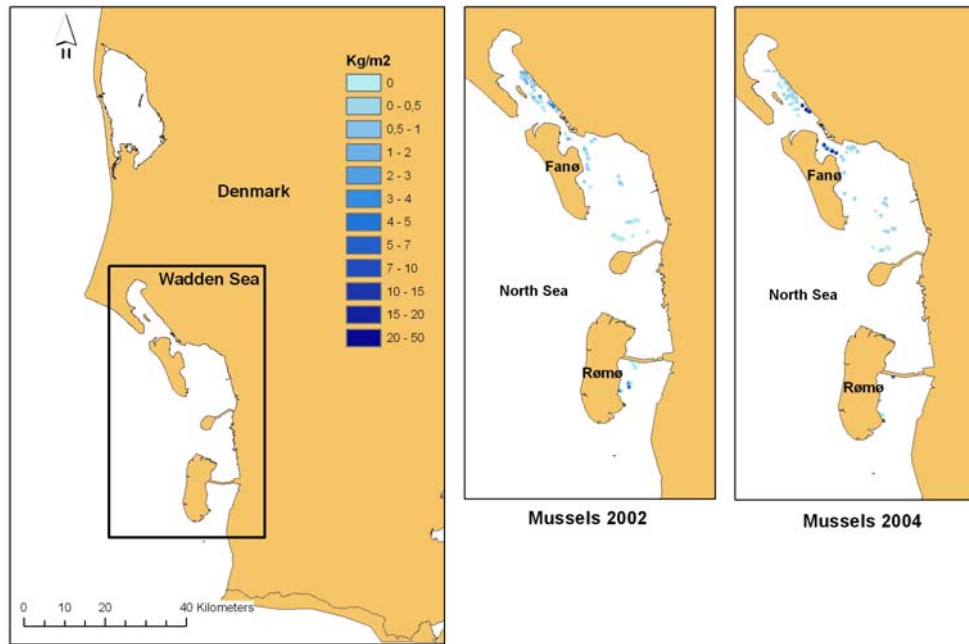 N
Kg/m2
0
0 - 0,5
0,5 - 1
1 - 2
2 - 3
3 - 4
4 - 5
5 - 7
7 - 10
10 - 15
15 - 20
20 - 50
Denmark
Wadden Sea
0 10 20 40 Kilometers
Fanø
North Sea
Rømø
Mussels 2002
Fanø
North Sea
Rømø
Mussels 2004